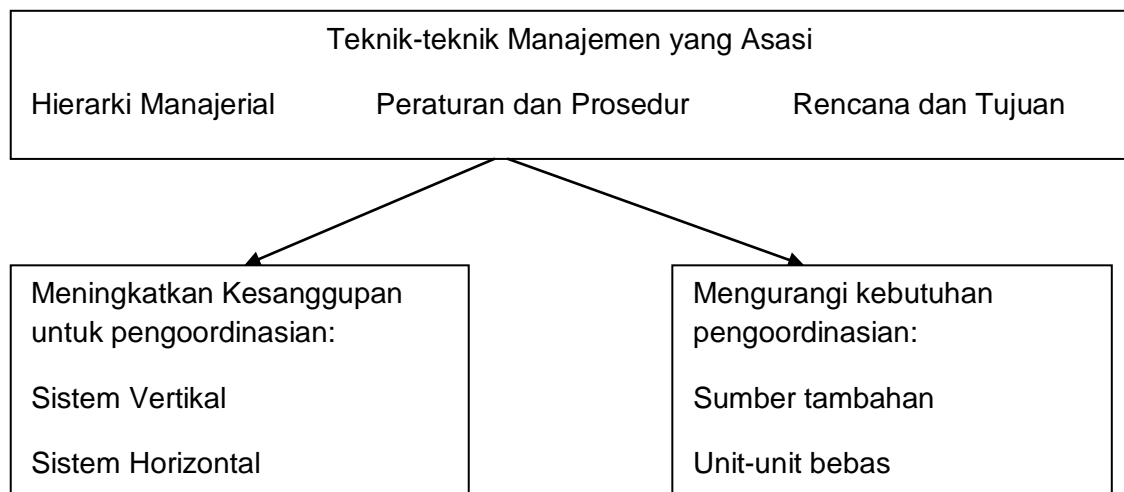 Teknik-teknik Manajemen yang Asasi
Hierarki Manajerial Peraturan dan Prosedur Rencana dan Tujuan
Meningkatkan Kesanggupan
untuk pengoordinasian:
Sistem Vertikal
Sistem Horizontal
Mengurangi kebutuhan
pengoordinasian:
Sumber tambahan
Unit-unit bebas